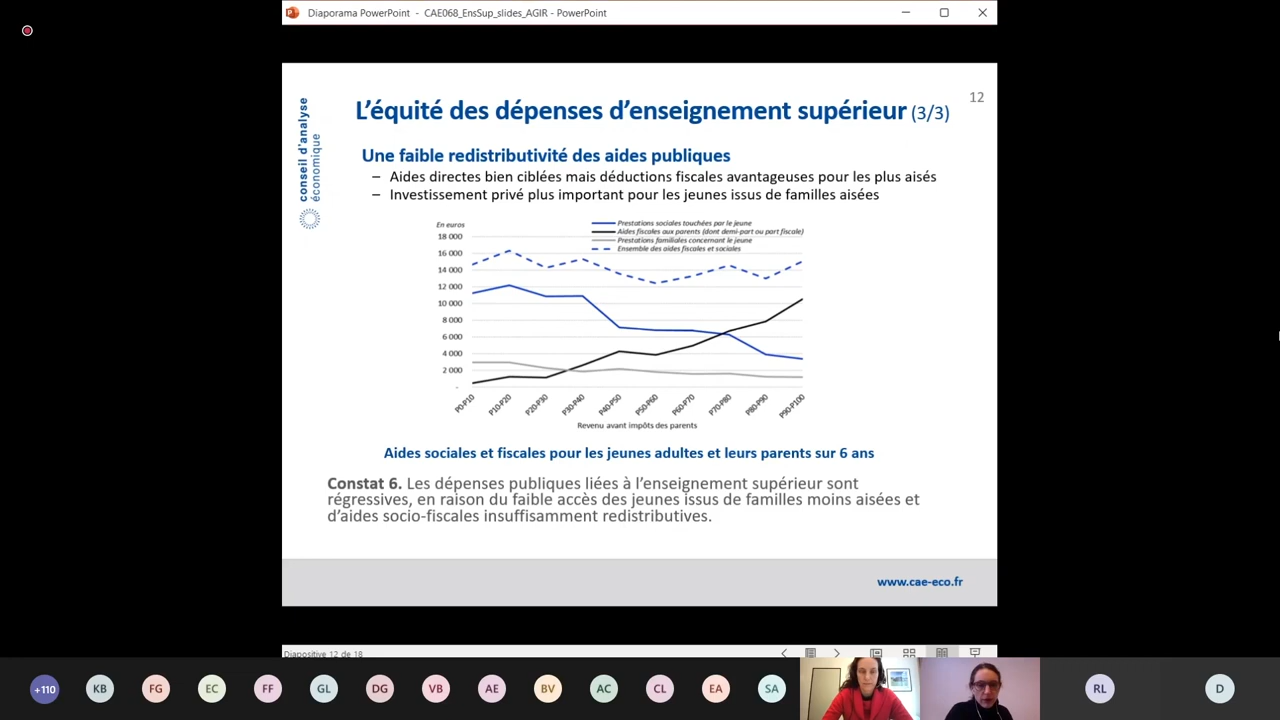 Diaporama PowerPoint - CAE068_EnsSup_slides_AGIR - PowerPoint
12
conseil d'analyse
économique
L'équité des dépenses d'enseignement supérieur (3/3)
Une faible redistributivité des aides publiques
– Aides directes bien ciblées mais déductions fiscales avantageuses pour les plus aisés
– Investissement privé plus important pour les jeunes issus de familles aisées
En euros
Prestations sociales touchées par le jeune
Aides fiscales aux parents (dont demi-part ou part fiscale)
Prestations familiales concernant le jeune
Ensemble des aides fiscales et sociales
18 000
16 000
14 000
12 000
10 000
8 000
6 000
4 000
2 000
-
P0-P10
P10-P20
P20-P30
P30-P40
P40-P50
P50-P60
P60-P70
P70-P80
P80-P90
P90-P100
Revenu avant impôts des parents
Aides sociales et fiscales pour les jeunes adultes et leurs parents sur 6 ans
Constat 6. Les dépenses publiques liées à l'enseignement supérieur sont
régressives, en raison du faible accès des jeunes issus de familles moins aisées et
d'aides socio-fiscales insuffisamment redistributives.
www.cae-eco.fr
Diapositive 12 de 18
+110
KB
FG
EC
FF
GL
DG
VB
AE
BV
AC
CL
EA
SA
RL
D